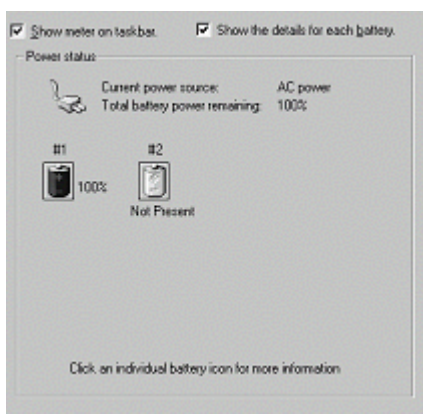 Show meter on taskbar. Show the details for each battery.
Power status
Current power source: AC power
Total battery power remaining: 100%
#1 #2
100%
Not Present
Click an individual battery icon for more information